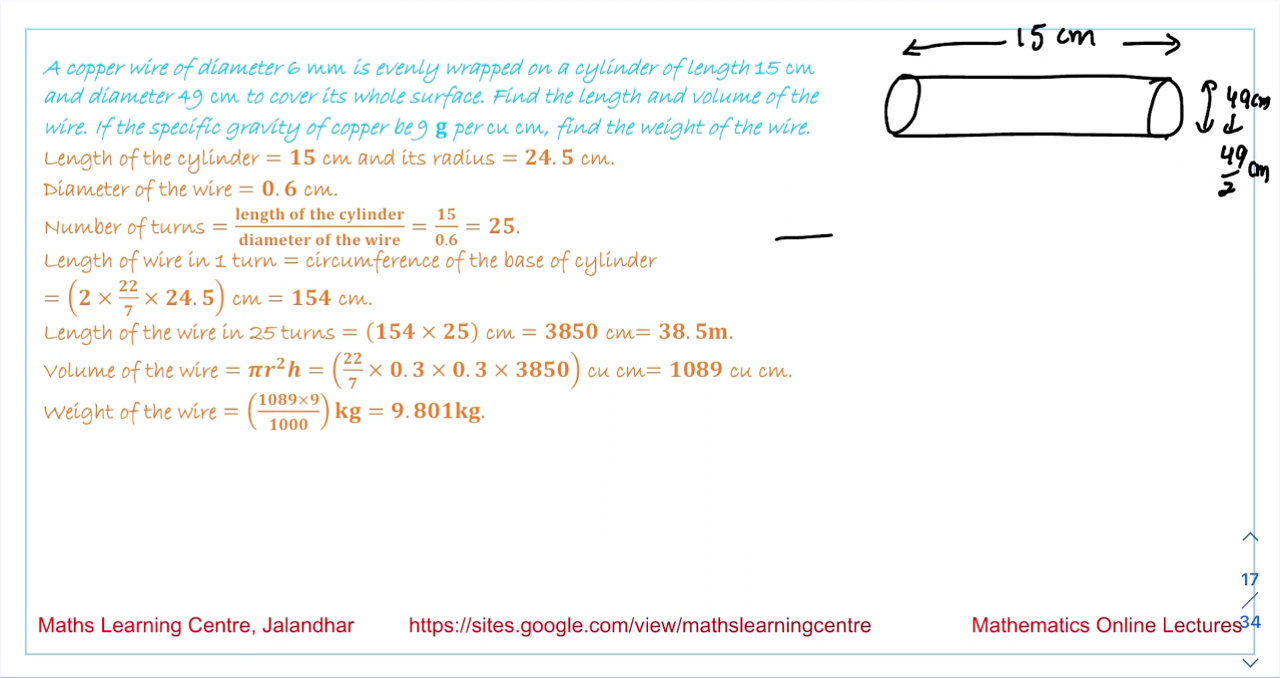 A copper wire of diameter 6 mm is evenly wrapped on a cylinder of length 15 cm
and diameter 49 cm to cover its whole surface. Find the length and volume of the
wire. If the specific gravity of copper be 9 g per cu cm, find the weight of the wire.
Length of the cylinder = 15 cm and its radius = 24.5 cm.
Diameter of the wire = 0.6 cm.
Number of turns = length of the cylinder / diameter of the wire = 15/0.6 = 25.
Length of wire in 1 turn = circumference of the base of cylinder
= (2 × 22/7 × 24.5) cm = 154 cm.
Length of the wire in 25 turns = (154 × 25) cm = 3850 cm= 38.5m.
Volume of the wire = πr²h = (22/7 × 0.3 × 0.3 × 3850) cu cm= 1089 cu cm.
Weight of the wire = (1089×9/1000) kg = 9.801kg.
15 cm
49cm
49/2 cm
17
/
34
Maths Learning Centre, Jalandhar https://sites.google.com/view/mathslearningcentre Mathematics Online Lectures